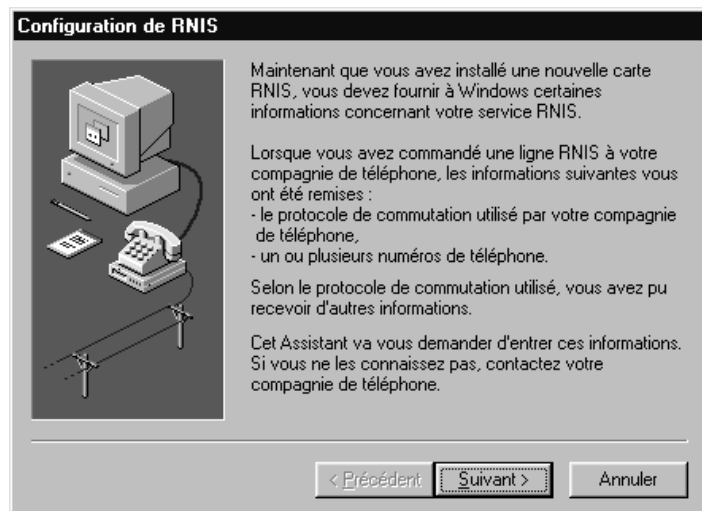 Configuration de RNIS
Maintenant que vous avez installé une nouvelle carte
RNIS, vous devez fournir à Windows certaines
informations concernant votre service RNIS.
Lorsque vous avez commandé une ligne RNIS à votre
compagnie de téléphone, les informations suivantes vous
ont été remises :
- le protocole de commutation utilisé par votre compagnie
de téléphone,
- un ou plusieurs numéros de téléphone.
Selon le protocole de commutation utilisé, vous avez pu
recevoir d'autres informations.
Cet Assistant va vous demander d'entrer ces informations.
Si vous ne les connaissez pas, contactez votre
compagnie de téléphone.
< Précédent Suivant > Annuler